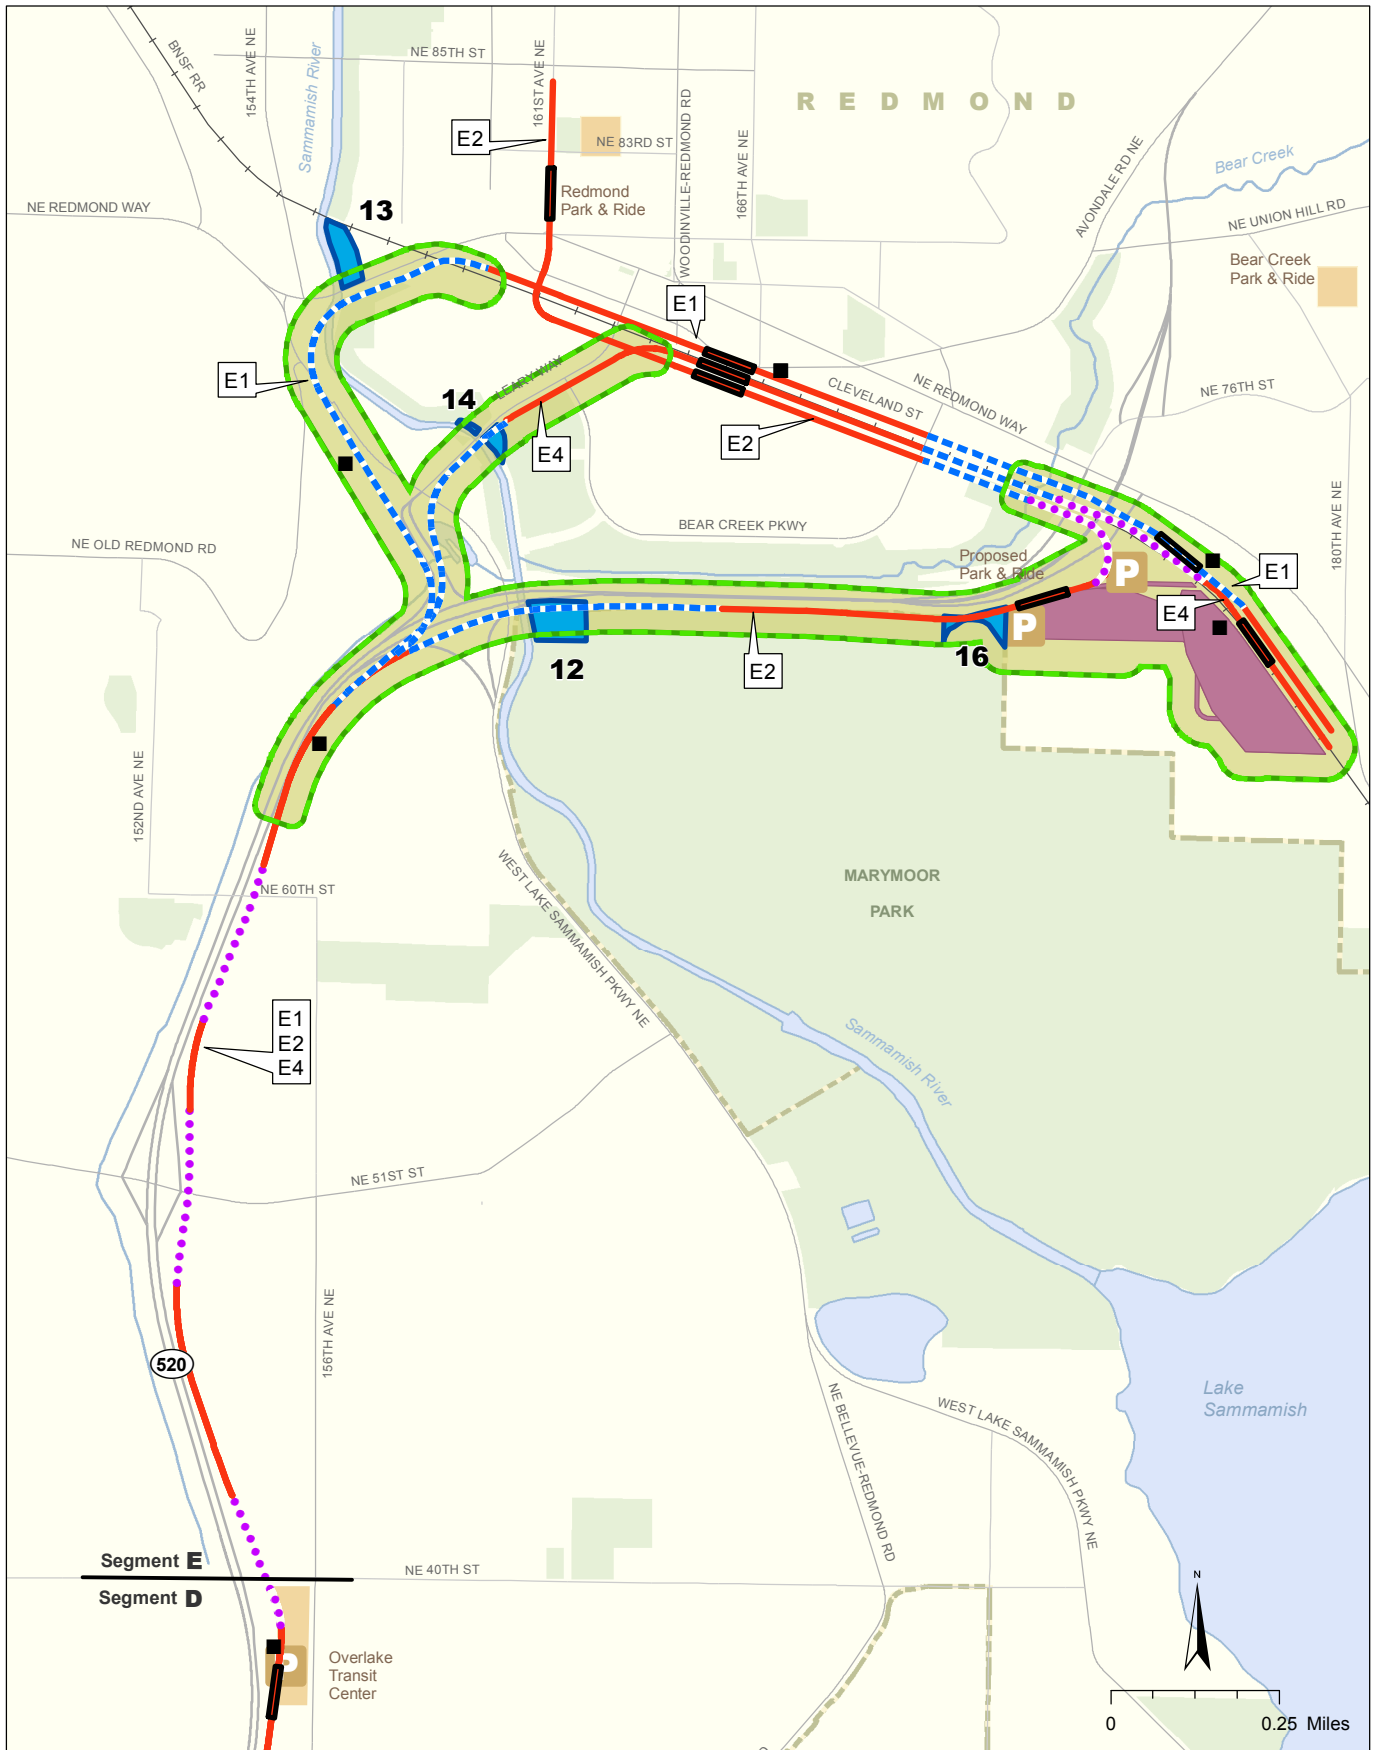 BNSF RR
154TH AVE NE
Sammamish River
NE 85TH ST
161ST AVE NE
WOODINVILLE-REDMOND RD
166TH AVE NE
REDMOND
E2
NE 83RD ST
Redmond
Park & Ride
AVONDALE RD NE
Bear Creek
NE UNION HILL RD
Bear Creek
Park & Ride
NE REDMOND WAY
13
E1
E1
LEARY WAY
14
E4
E2
CLEVELAND ST
NE REDMOND WAY
NE 76TH ST
180TH AVE NE
BEAR CREEK PKWY
NE OLD REDMOND RD
Proposed
Park & Ride
P
E1
E4
P
12
E2
16
152ND AVE NE
NE 60TH ST
WEST LAKE SAMMAMISH PKWY NE
MARYMOOR
PARK
E1
E2
E4
Sammamish River
NE 51ST ST
156TH AVE NE
520
NE BELLEVUE-REDMOND RD
WEST LAKE SAMMAMISH PKWY NE
Lake
Sammamish
Segment E
Segment D
NE 40TH ST
P
Overlake
Transit
Center
N
0
0.25 Miles